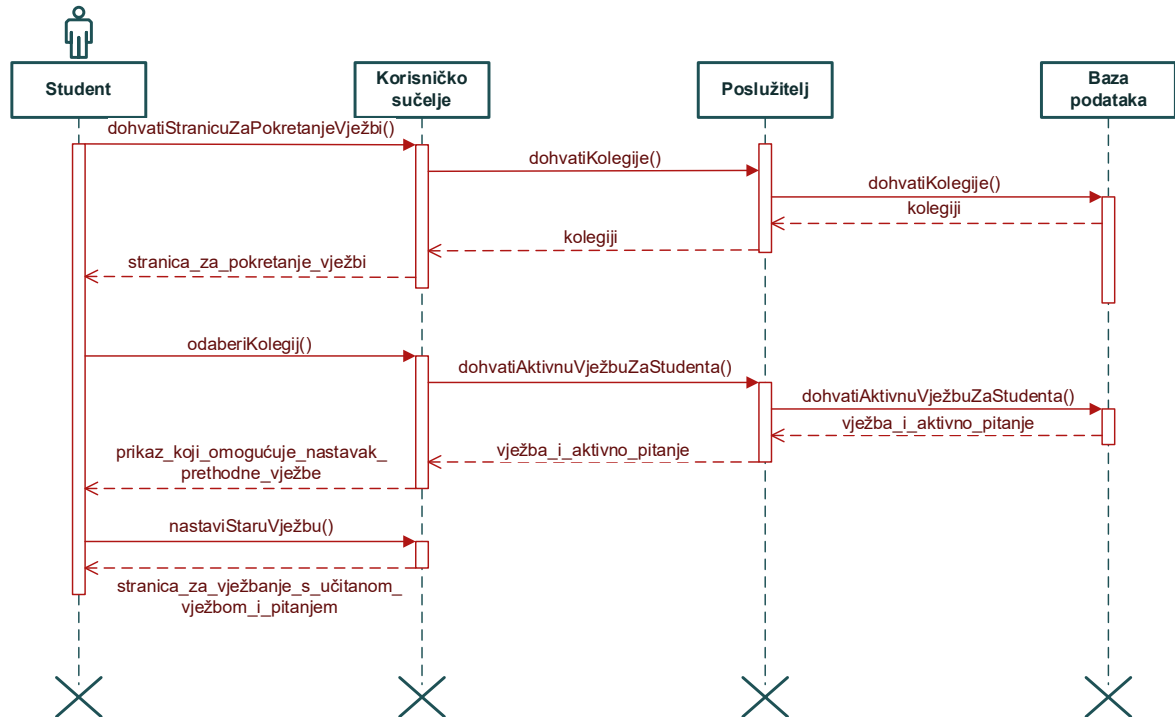 Student
Korisničko
sučelje
Poslužitelj
Baza
podataka
dohvatiStranicuZaPokretanjeVježbi()
dohvatiKolegije()
dohvatiKolegije()
kolegiji
kolegiji
stranica_za_pokretanje_vježbi
odaberiKolegij()
dohvatiAktivnuVježbuZaStudenta()
dohvatiAktivnuVježbuZaStudenta()
vježba_i_aktivno_pitanje
vježba_i_aktivno_pitanje
prikaz_koji_omogućuje_nastavak_
prethodne_vježbe
nastaviStaruVježbu()
stranica_za_vježbanje_s_učitanom_
vježbom_i_pitanjem